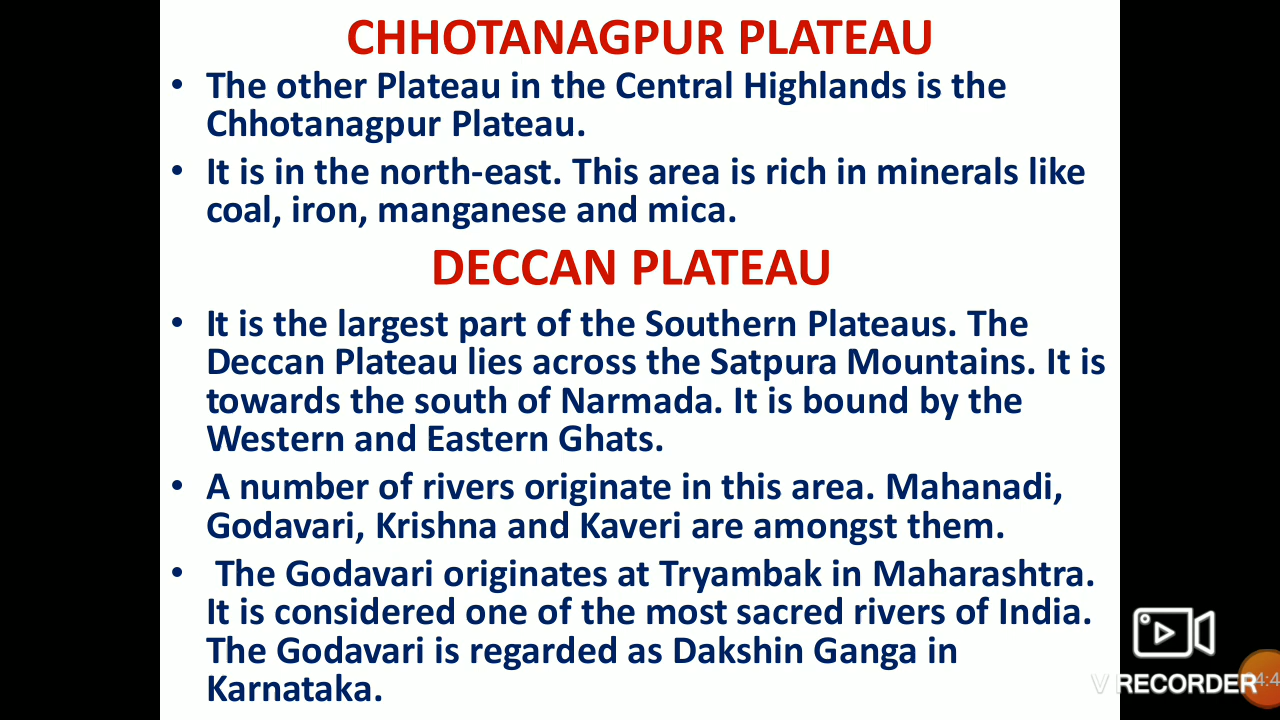 CHHOTANAGPUR PLATEAU
• The other Plateau in the Central Highlands is the
Chhotanagpur Plateau.
• It is in the north-east. This area is rich in minerals like
coal, iron, manganese and mica.
DECCAN PLATEAU
• It is the largest part of the Southern Plateaus. The
Deccan Plateau lies across the Satpura Mountains. It is
towards the south of Narmada. It is bound by the
Western and Eastern Ghats.
• A number of rivers originate in this area. Mahanadi,
Godavari, Krishna and Kaveri are amongst them.
• The Godavari originates at Tryambak in Maharashtra.
It is considered one of the most sacred rivers of India.
The Godavari is regarded as Dakshin Ganga in
Karnataka.
V RECORDER